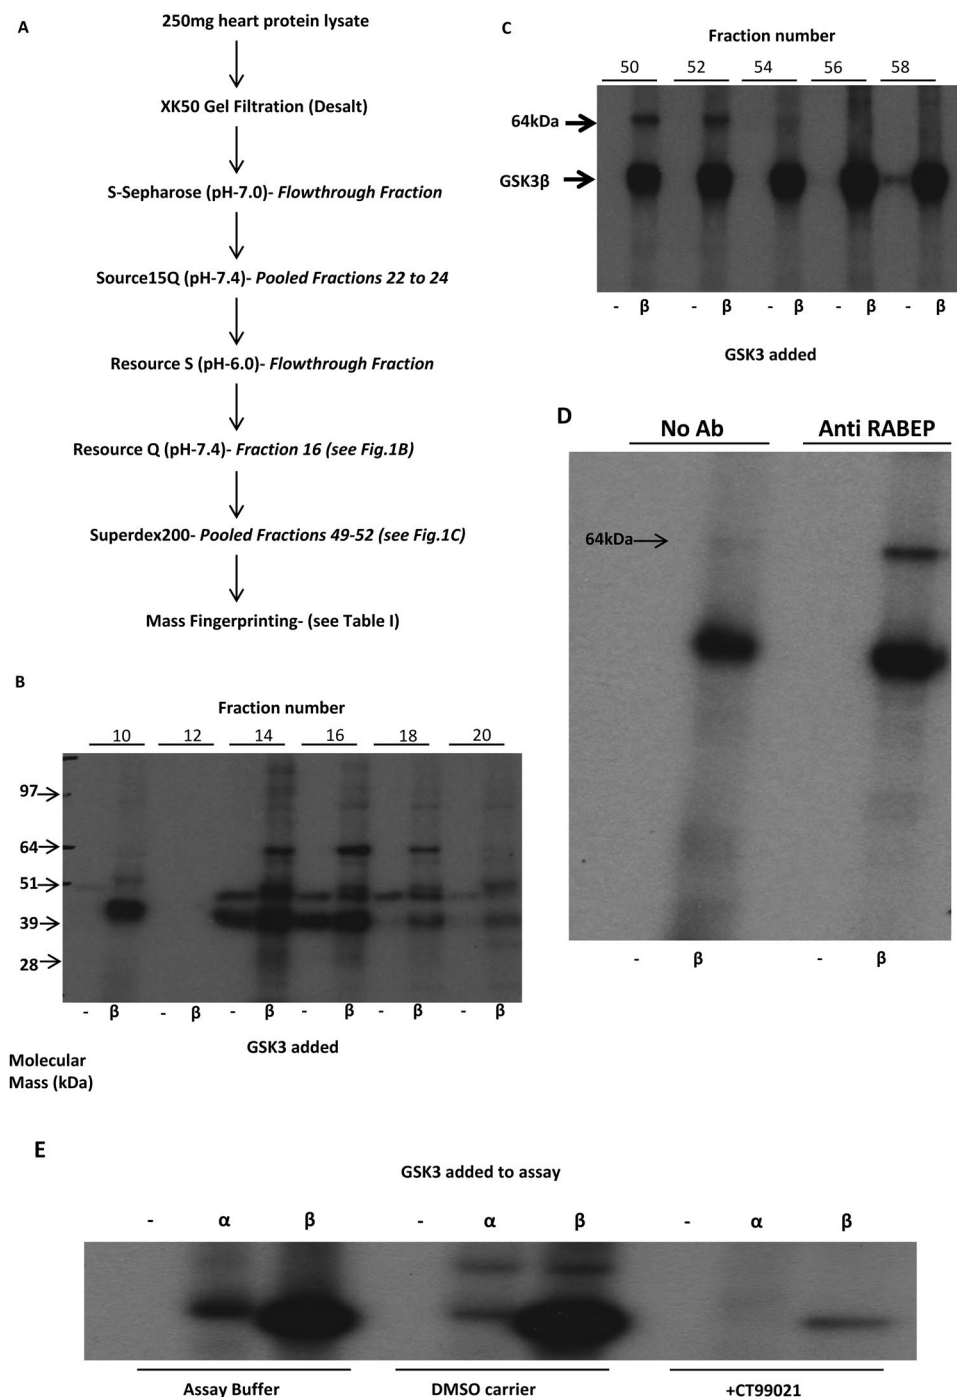 A
250mg heart protein lysate
XK50 Gel Filtration (Desalt)
S-Sepharose (pH-7.0)- Flowthrough Fraction
Source15Q (pH-7.4)- Pooled Fractions 22 to 24
Resource S (pH-6.0)- Flowthrough Fraction
Resource Q (pH-7.4)- Fraction 16 (see Fig.1B)
Superdex200- Pooled Fractions 49-52 (see Fig.1C)
Mass Fingerprinting- (see Table I)
B
Fraction number
10 12 14 16 18 20
97
64
51
39
28
- β - β - β - β - β - β
GSK3 added
Molecular
Mass (kDa)
C
Fraction number
50 52 54 56 58
64kDa
GSK3β
- β - β - β - β - β
GSK3 added
D
No Ab Anti RABEP
64kDa
- β - β
E
GSK3 added to assay
- α β - α β - α β
Assay Buffer DMSO carrier +CT99021